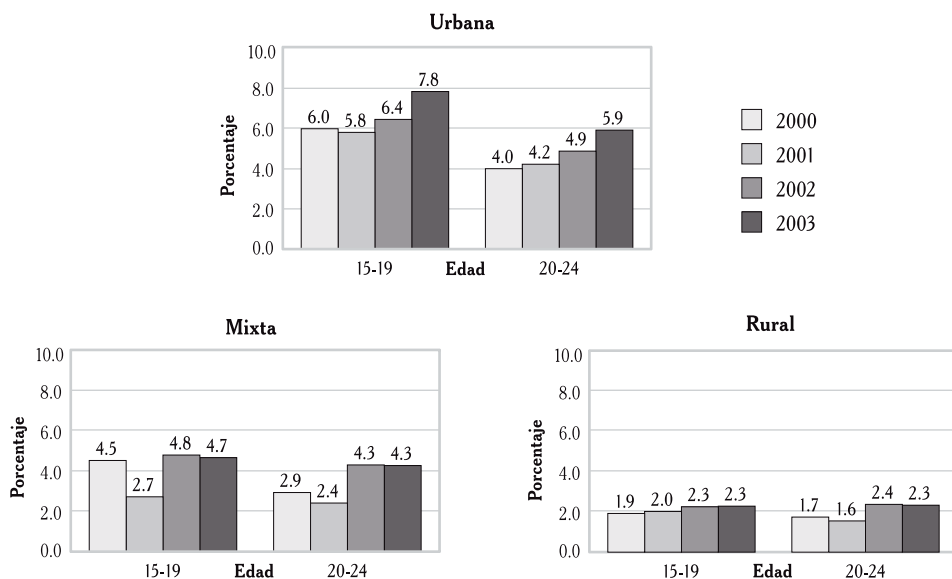 Urbana
10.0
8.0
6.0
4.0
2.0
0.0
Porcentaje
6.0 5.8 6.4 7.8
4.0 4.2 4.9 5.9
15-19 Edad 20-24
2000
2001
2002
2003
Mixta
10.0
8.0
6.0
4.0
2.0
0.0
Porcentaje
4.5 2.7 4.8 4.7
2.9 2.4 4.3 4.3
15-19 Edad 20-24
Rural
10.0
8.0
6.0
4.0
2.0
0.0
Porcentaje
1.9 2.0 2.3 2.3
1.7 1.6 2.4 2.3
15-19 Edad 20-24